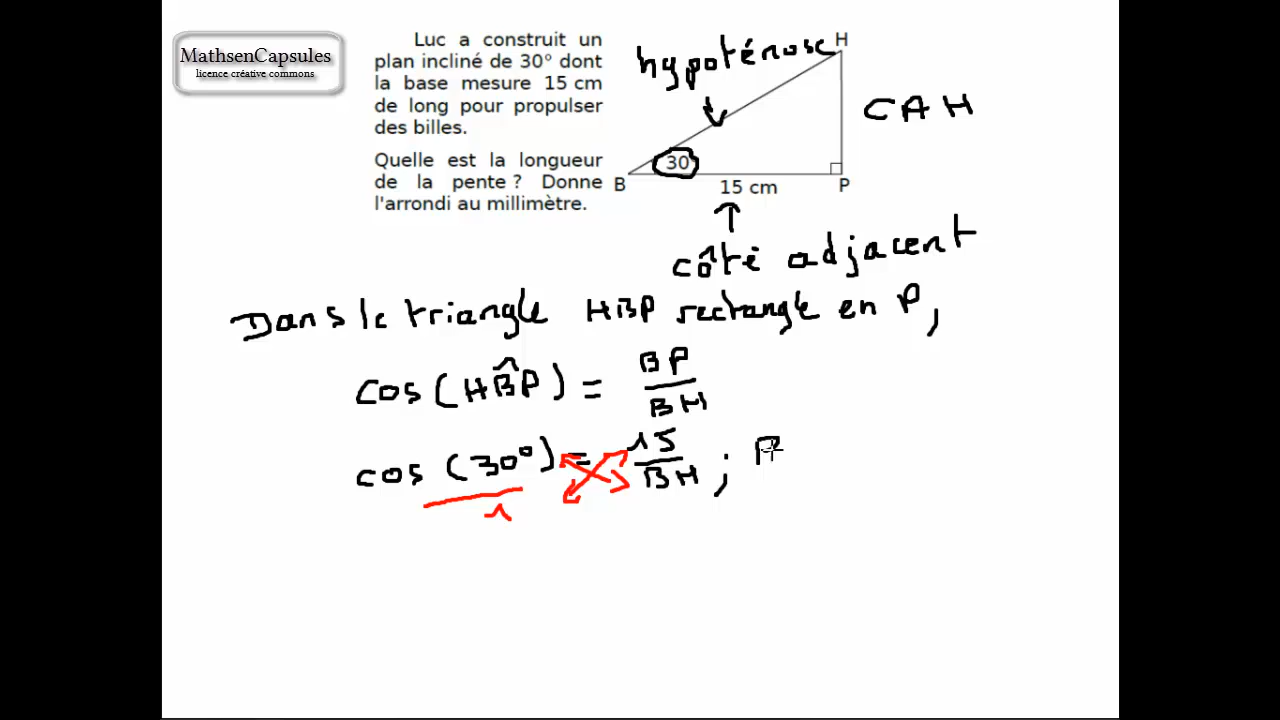 MathsenCapsules
licence créative commons
Luc a construit un
plan incliné de 30° dont
la base mesure 15 cm
de long pour propulser
des billes.
Quelle est la longueur
de la pente ? Donne
l'arrondi au millimètre.
hypoténuse
H
CAH
30
B
15 cm
P
côté adjacent
Dans le triangle HBP rectangle en P,
cos(HB̂P) = BP/BH
cos(30°) = 15/BH ;
1